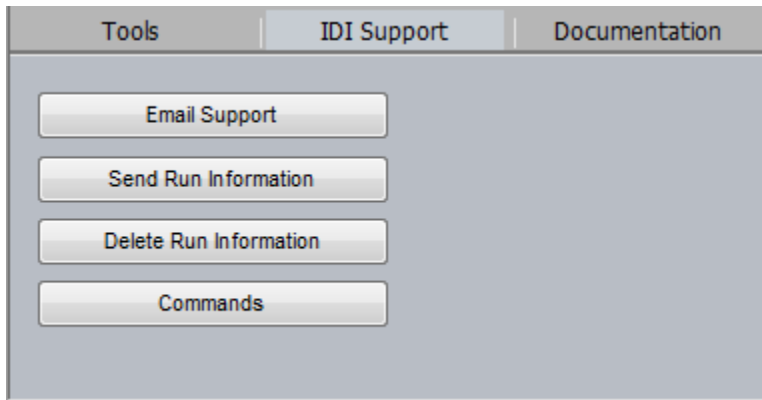 Tools IDI Support Documentation
Email Support
Send Run Information
Delete Run Information
Commands